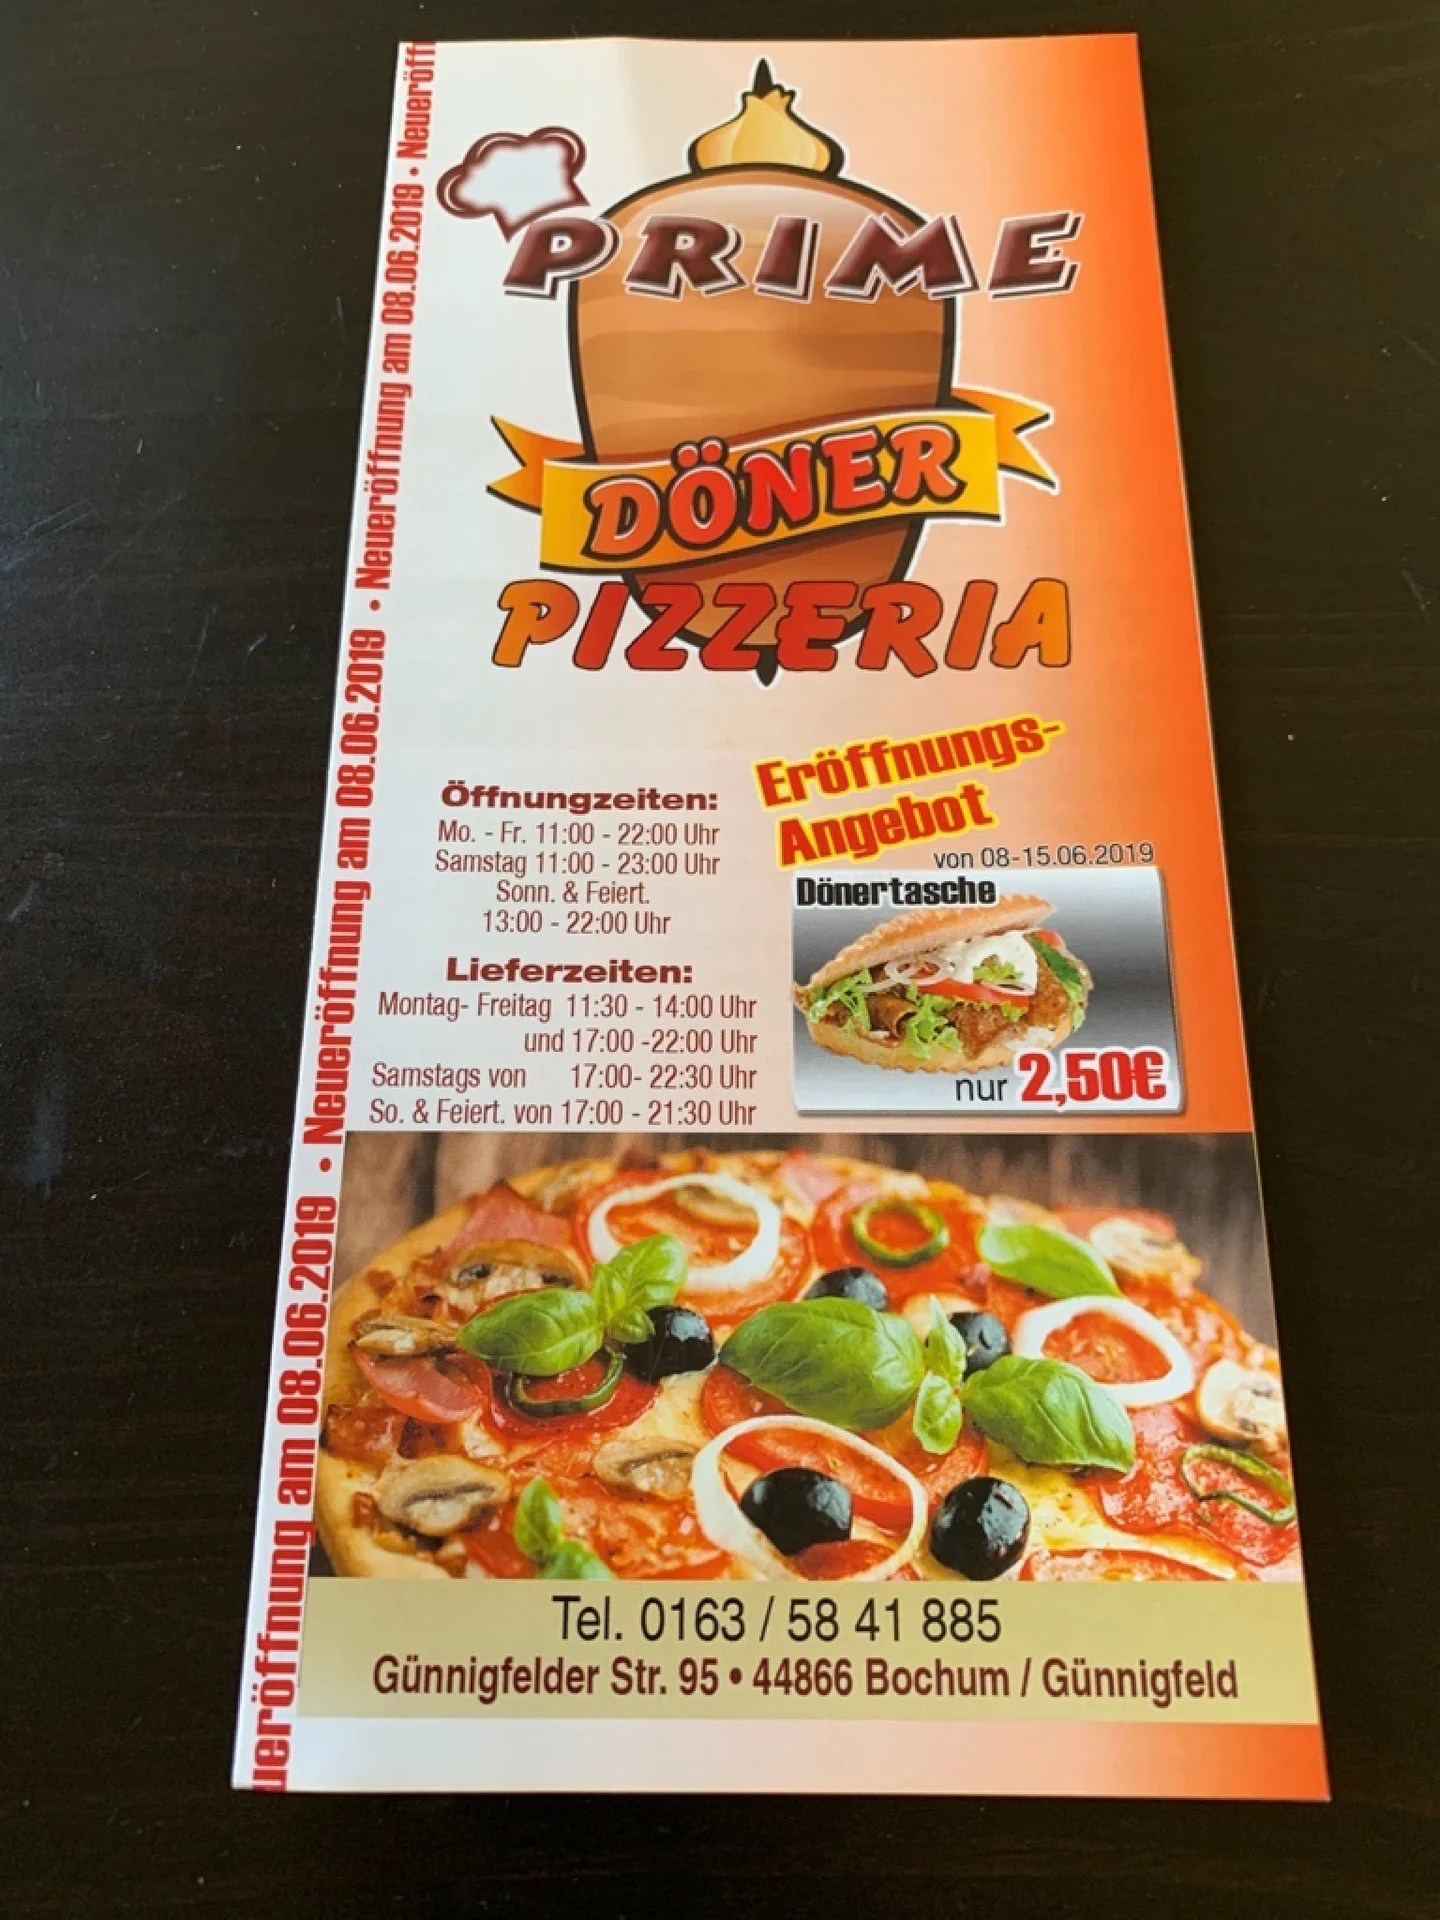 Neueröffnung am 08.06.2019 • Neueröffnung am 08.06.2019 • Neueröffnung am 08.06.2019 • Neueröff
PRIME
DÖNER
PIZZERIA
Öffnungzeiten:
Mo. - Fr. 11:00 - 22:00 Uhr
Samstag 11:00 - 23:00 Uhr
Sonn. & Feiert.
13:00 - 22:00 Uhr
Lieferzeiten:
Montag- Freitag 11:30 - 14:00 Uhr
und 17:00 -22:00 Uhr
Samstags von 17:00- 22:30 Uhr
So. & Feiert. von 17:00 - 21:30 Uhr
Eröffnungs-
Angebot
von 08-15.06.2019
Dönertasche
nur 2,50€
Tel. 0163 / 58 41 885
Günnigfelder Str. 95 • 44866 Bochum / Günnigfeld